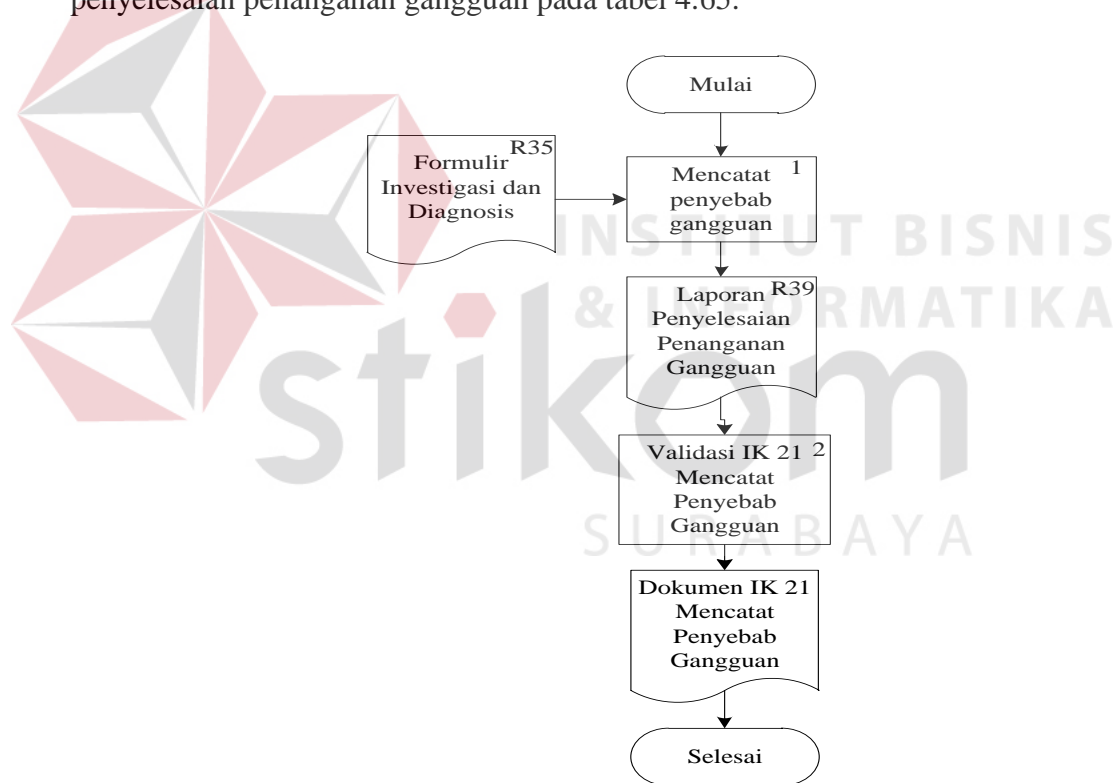 penyelesaian penanganan gangguan pada tabel 4.65.
Mulai
R35
Formulir
Investigasi dan
Diagnosis
1
Mencatat
penyebab
gangguan
INSTITUT BISNIS
& INFORMATIKA
R39
Laporan
Penyelesaian
Penanganan
Gangguan
stikom
Validasi IK 21 2
Mencatat
Penyebab
Gangguan
SURABAYA
Dokumen IK 21
Mencatat
Penyebab
Gangguan
Selesai